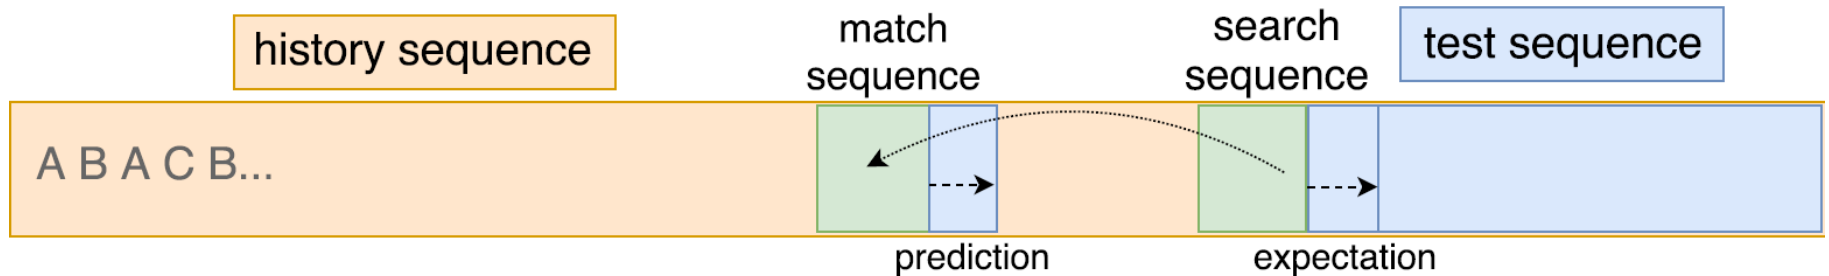 history sequence
match
sequence
search
sequence
test sequence
A B A C B...
prediction
expectation